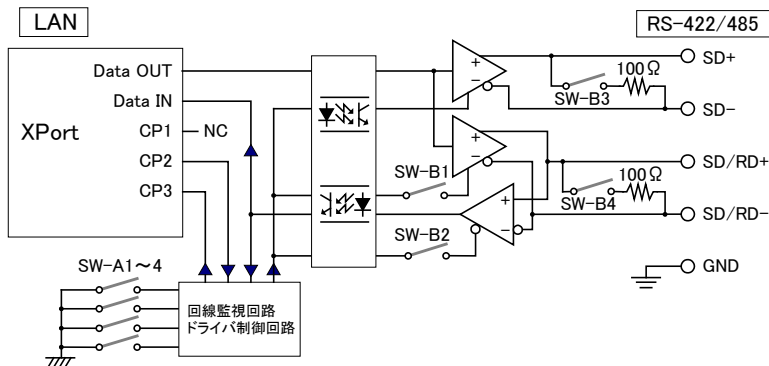 LAN
RS-422/485
XPort
Data OUT
Data IN
CP1
NC
CP2
CP3
SW-A1～4
回線監視回路
ドライバ制御回路
SW-B1
SW-B2
+
−
+
−
+
−
SW-B3
100Ω
SW-B4
100Ω
SD+
SD-
SD/RD+
SD/RD-
GND